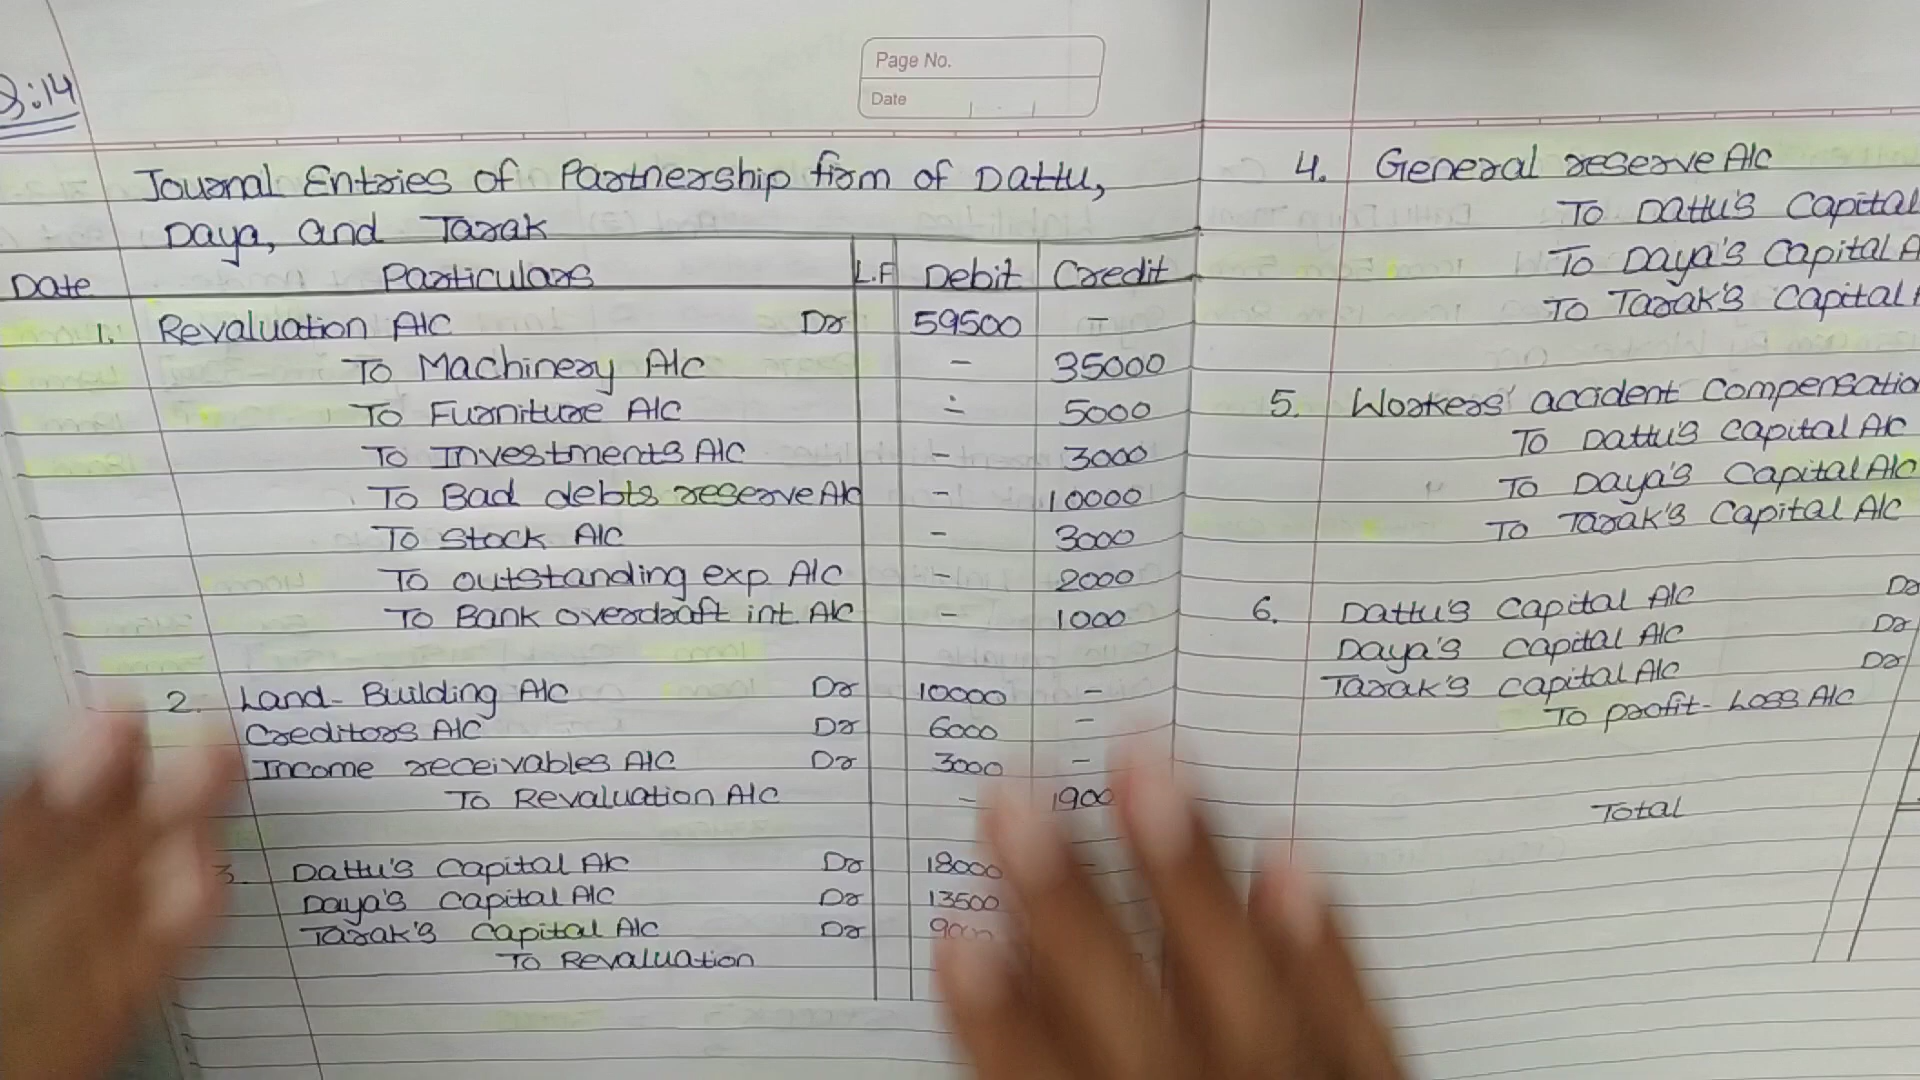 8:14
Page No.
Date
Journal Entries of Partnership firm of Dattu,
Daya, and Tarak
Date Particulars L.F Debit Credit
1. Revaluation A/c Dr 59500 -
To Machinery A/c - 35000
To Furniture A/c - 5000
To Investments A/c - 3000
To Bad debts reserve A/c - 10000
To Stock A/c - 3000
To outstanding exp A/c - 2000
To Bank overdraft int. A/c - 1000
2. Land-Building A/c Dr 10000 -
Creditors A/c Dr 6000 -
Income receivables A/c Dr 3000 -
To Revaluation A/c - 1900
3. Dattu's Capital A/c Dr 18000 -
Daya's Capital A/c Dr 13500
Tarak's Capital A/c Dr
To Revaluation
4. General reserve A/c
To Dattu's Capital
To Daya's Capital A
To Tarak's Capital
5. Workers' accident Compensatio
To Dattu's Capital A/c
To Daya's Capital A/c
To Tarak's Capital A/c
6. Dattu's Capital A/c Dr
Daya's Capital A/c Dr
Tarak's Capital A/c Dr
To profit-Loss A/c
Total